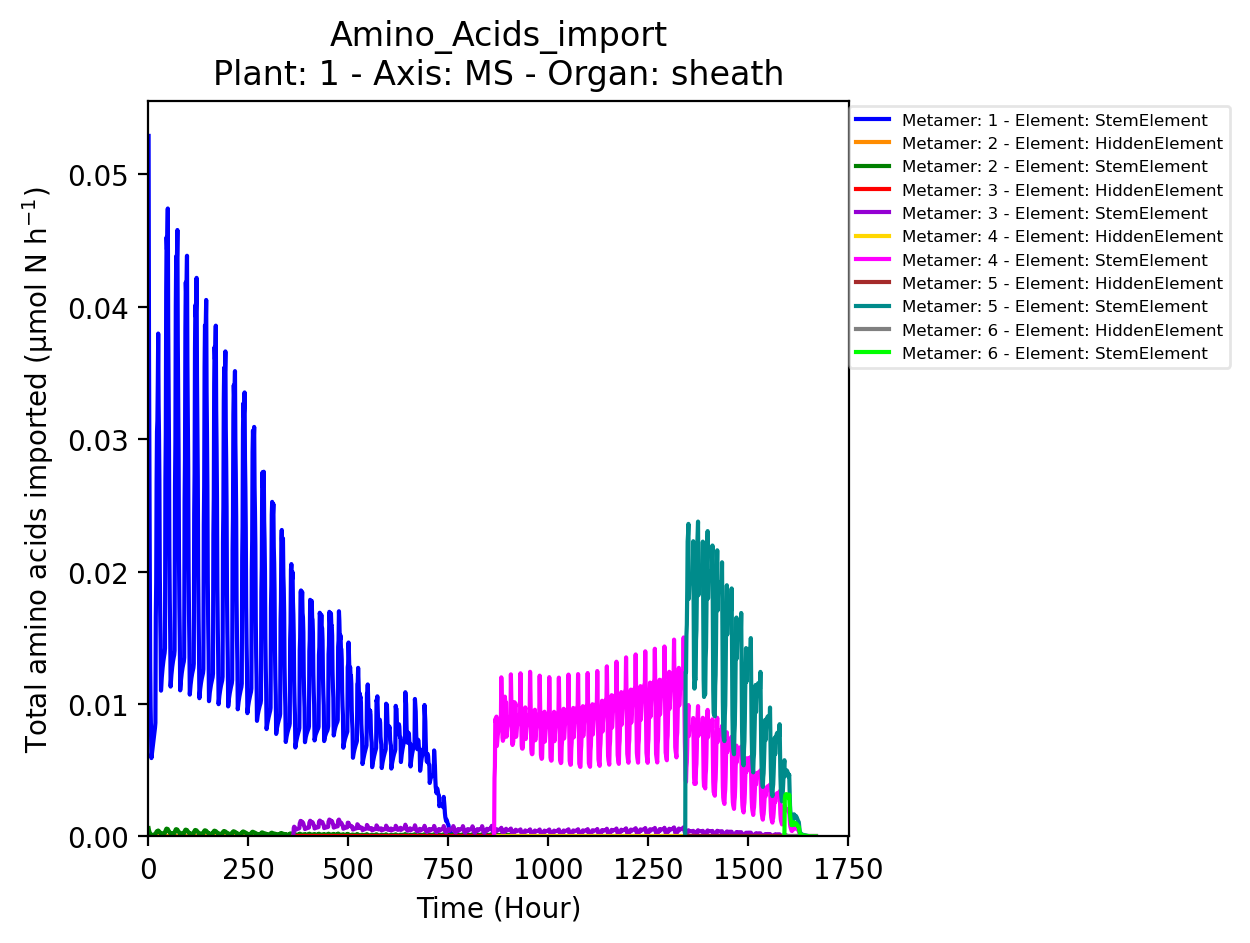 Amino_Acids_import
Plant: 1 - Axis: MS - Organ: sheath
Total amino acids imported (µmol N h⁻¹)
0.05
0.04
0.03
0.02
0.01
0.00
0 250 500 750 1000 1250 1500 1750
Time (Hour)
Metamer: 1 - Element: StemElement
Metamer: 2 - Element: HiddenElement
Metamer: 2 - Element: StemElement
Metamer: 3 - Element: HiddenElement
Metamer: 3 - Element: StemElement
Metamer: 4 - Element: HiddenElement
Metamer: 4 - Element: StemElement
Metamer: 5 - Element: HiddenElement
Metamer: 5 - Element: StemElement
Metamer: 6 - Element: HiddenElement
Metamer: 6 - Element: StemElement